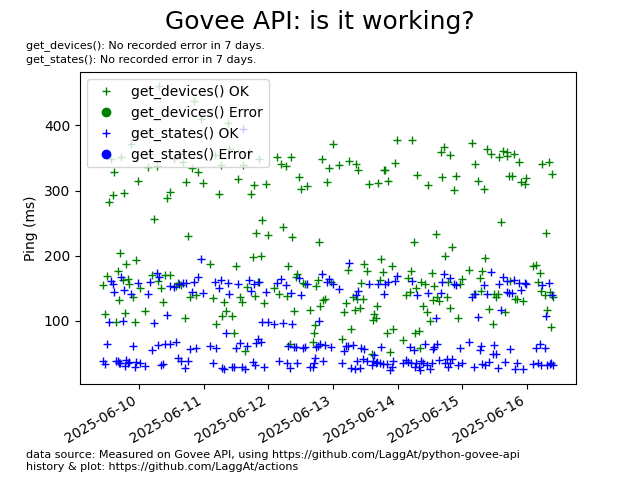 Govee API: is it working?
get_devices(): No recorded error in 7 days.
get_states(): No recorded error in 7 days.
get_devices() OK
get_devices() Error
get_states() OK
get_states() Error
400
300
200
100
Ping (ms)
2025-06-10
2025-06-11
2025-06-12
2025-06-13
2025-06-14
2025-06-15
2025-06-16
data source: Measured on Govee API, using https://github.com/LaggAt/python-govee-api
history & plot: https://github.com/LaggAt/actions